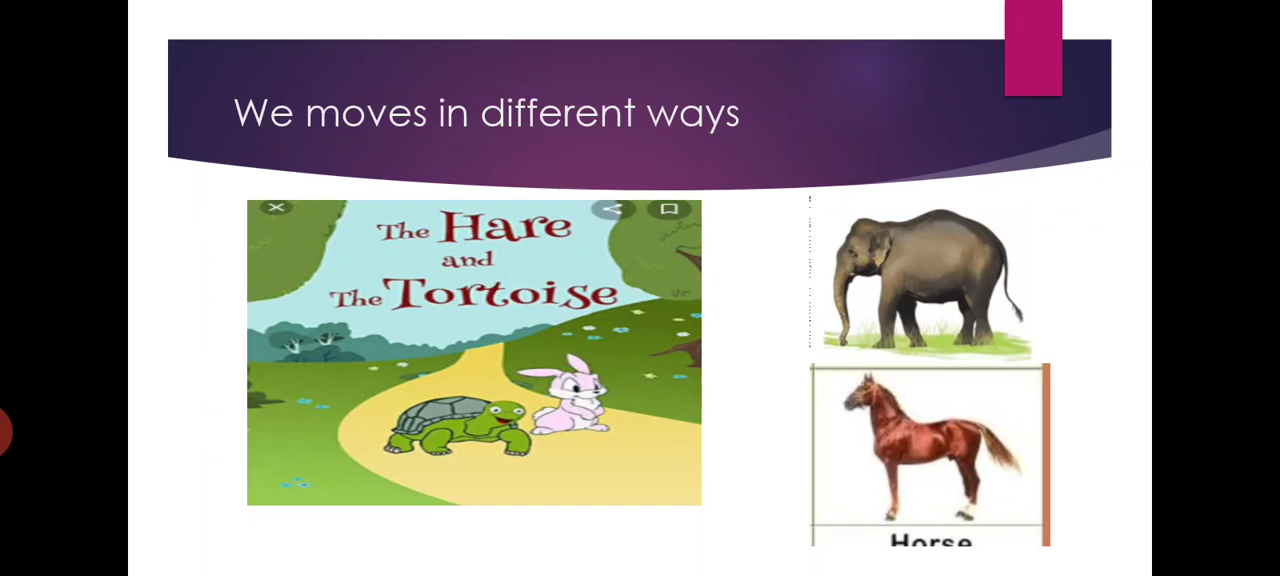 We moves in different ways
The Hare
and
The Tortoise
Horse